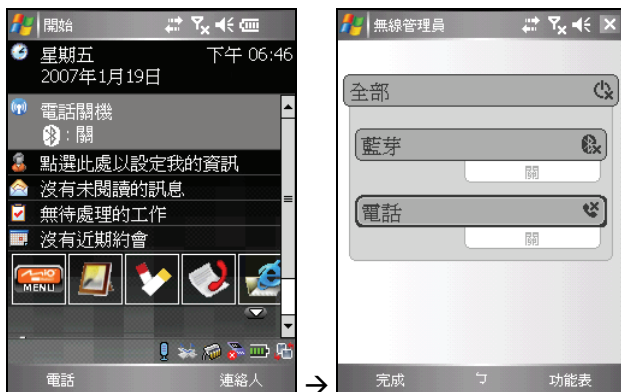 開始
星期五 下午 06:46
2007年1月19日
電話關機
: 關
點選此處以設定我的資訊
沒有未閱讀的訊息
無待處理的工作
沒有近期約會
Mio
MENU
電話 連絡人
→
無線管理員
全部
藍芽
關
電話
關
完成 ㄅ 功能表